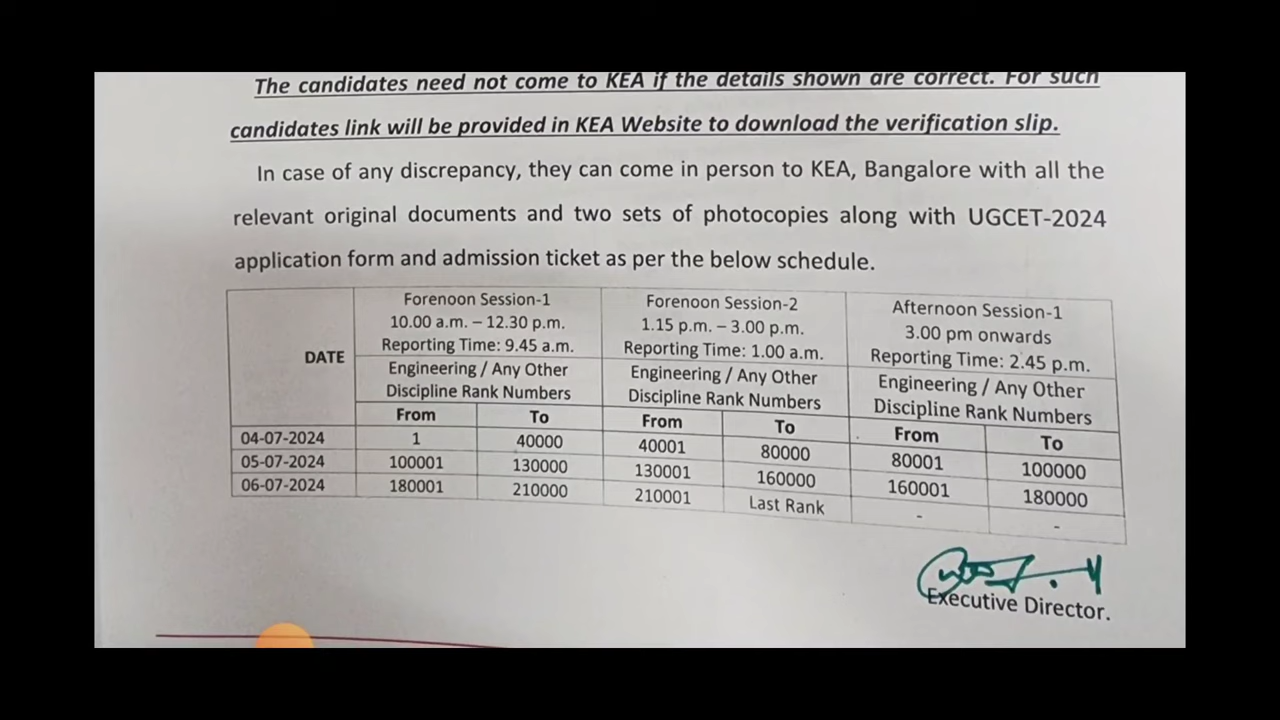 The candidates need not come to KEA if the details shown are correct. For such
candidates link will be provided in KEA Website to download the verification slip.
In case of any discrepancy, they can come in person to KEA, Bangalore with all the
relevant original documents and two sets of photocopies along with UGCET-2024
application form and admission ticket as per the below schedule.
DATE
Forenoon Session-1
10.00 a.m. – 12.30 p.m.
Reporting Time: 9.45 a.m.
Forenoon Session-2
1.15 p.m. – 3.00 p.m.
Reporting Time: 1.00 a.m.
Afternoon Session-1
3.00 pm onwards
Reporting Time: 2.45 p.m.
Engineering / Any Other
Discipline Rank Numbers
Engineering / Any Other
Discipline Rank Numbers
Engineering / Any Other
Discipline Rank Numbers
From To From To From To
04-07-2024 1 40000 40001 80000 80001 100000
05-07-2024 100001 130000 130001 160000 160001 180000
06-07-2024 180001 210000 210001 Last Rank - -
Executive Director.